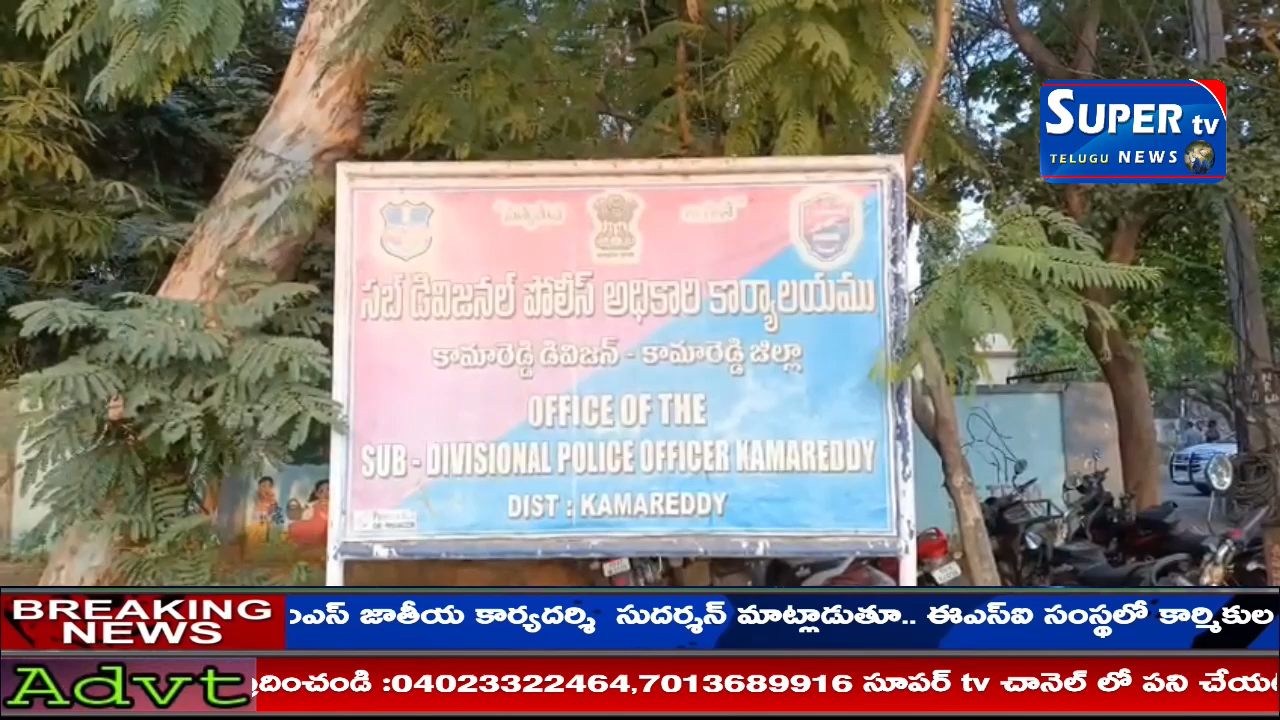 SUPER tv
TELUGU NEWS
సబ్ డివిజనల్ పోలీస్ అధికారి కార్యాలయము
కామారెడ్డి డివిజన్ - కామారెడ్డి జిల్లా
OFFICE OF THE
SUB - DIVISIONAL POLICE OFFICER KAMAREDDY
DIST : KAMAREDDY
BREAKING NEWS
ఎంఎస్ జాతీయ కార్యదర్శి సుదర్శన్ మాట్లాడుతూ.. ఈఎస్ఐ సంస్థలో కార్మికుల
Advt
దించండి :04023322464,7013689916 సూపర్ tv చానెల్ లో పని చేయ